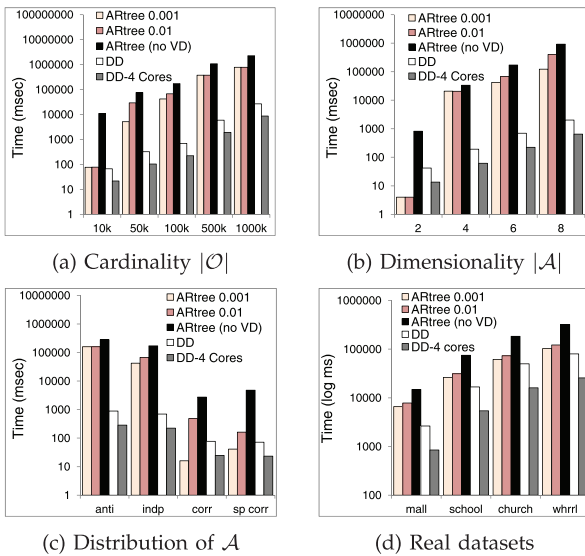 ARtree 0.001
ARtree 0.01
ARtree (no VD)
DD
DD-4 Cores
Time (msec)
100000000
10000000
1000000
100000
10000
1000
100
10
1
10k 50k 100k 500k 1000k
(a) Cardinality |𝒪|
ARtree 0.001
ARtree 0.01
ARtree (no VD)
DD
DD-4 Cores
Time (msec)
10000000
1000000
100000
10000
1000
100
10
1
2 4 6 8
(b) Dimensionality |𝒜|
ARtree 0.001
ARtree 0.01
ARtree (no VD)
DD
DD-4 Cores
Time (msec)
10000000
1000000
100000
10000
1000
100
10
1
anti indp corr sp corr
(c) Distribution of 𝒜
ARtree 0.001
ARtree 0.01
ARtree (no VD)
DD
DD-4 cores
Time (log ms)
1000000
100000
10000
1000
100
mall school church whrrl
(d) Real datasets